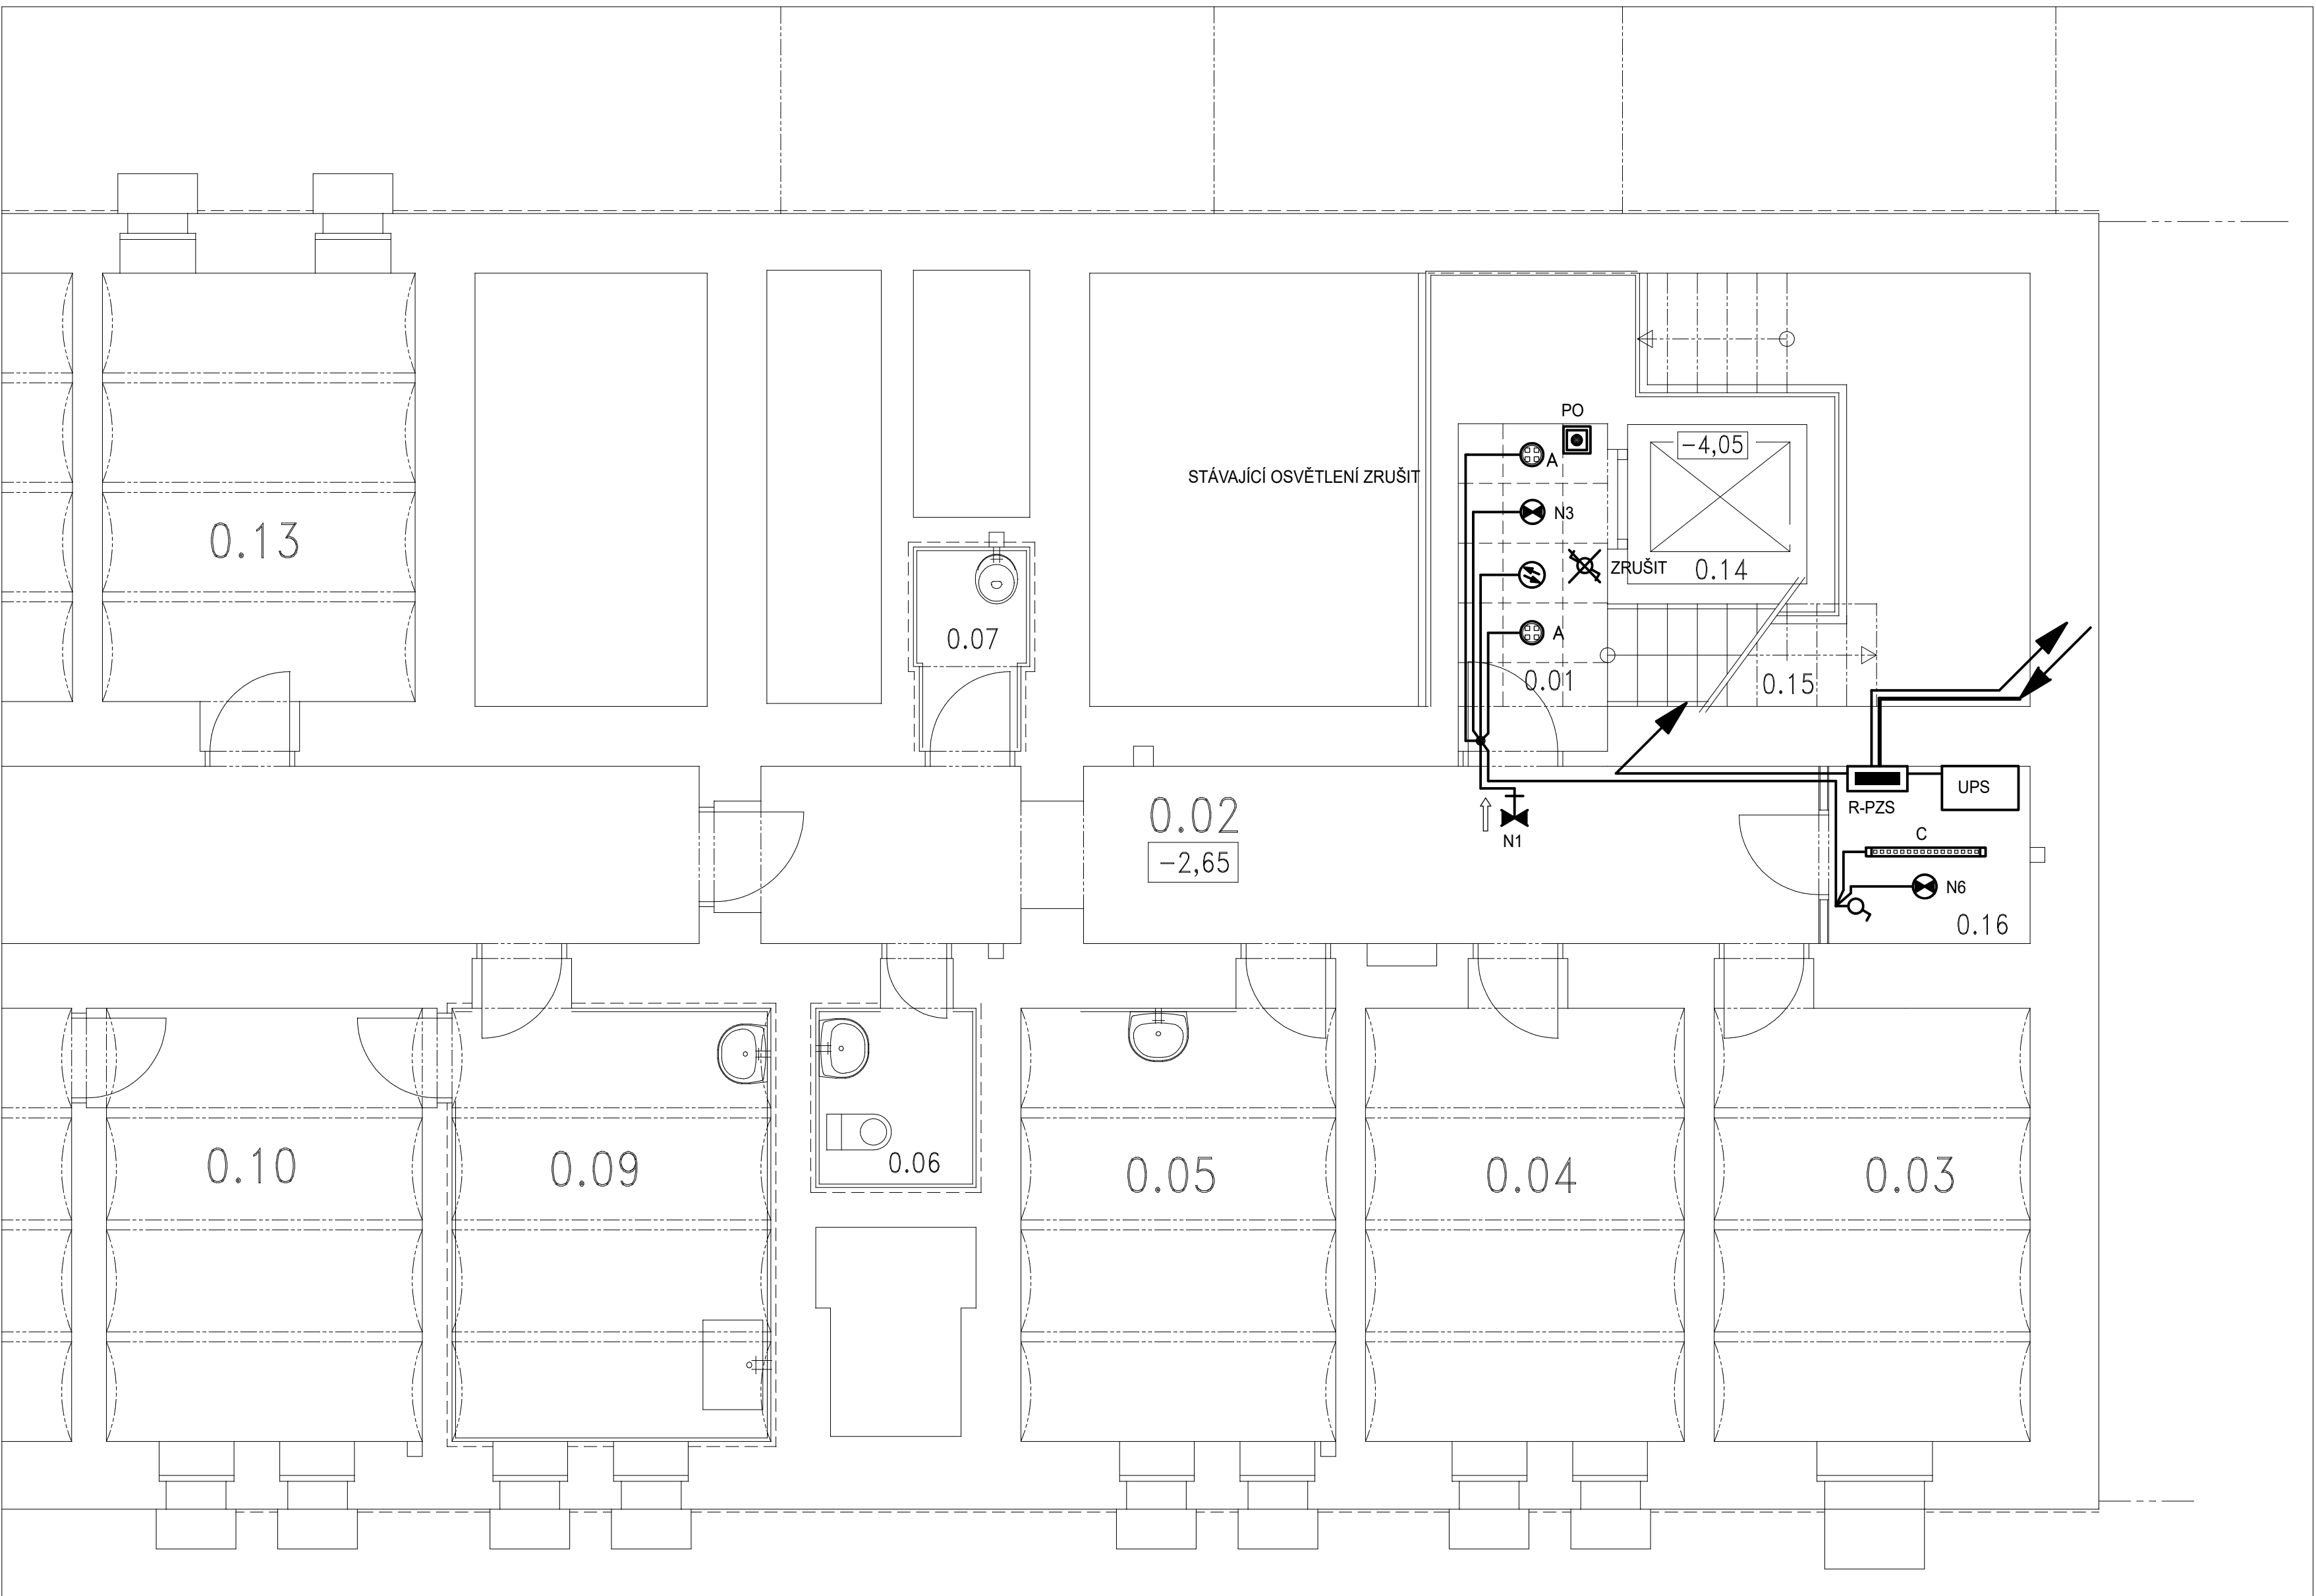 PO
-4,05
A
STÁVAJÍCÍ OSVĚTLENÍ ZRUŠIT
N3
0.13
ZRUŠIT
0.14
0.07
A
0.01
0.15
UPS
R-PZS
0.02
N1
C
-2,65
N6
0.16
0.10
0.09
0.06
0.05
0.04
0.03